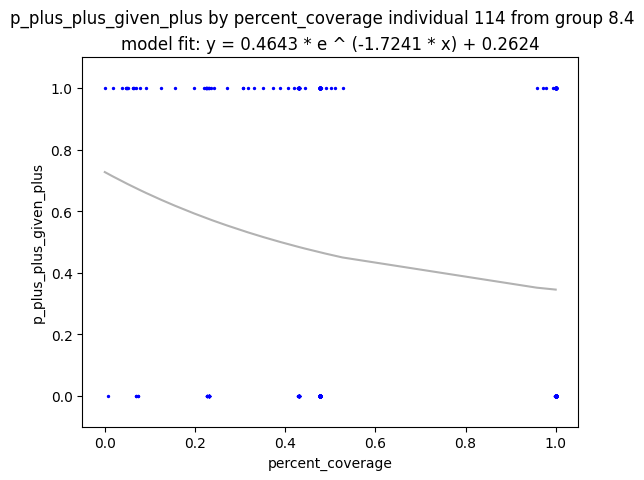 p_plus_plus_given_plus by percent_coverage individual 114 from group 8.4
model fit: y = 0.4643 * e ^ (-1.7241 * x) + 0.2624
1.0
0.8
0.6
0.4
0.2
0.0
p_plus_plus_given_plus
0.0 0.2 0.4 0.6 0.8 1.0
percent_coverage